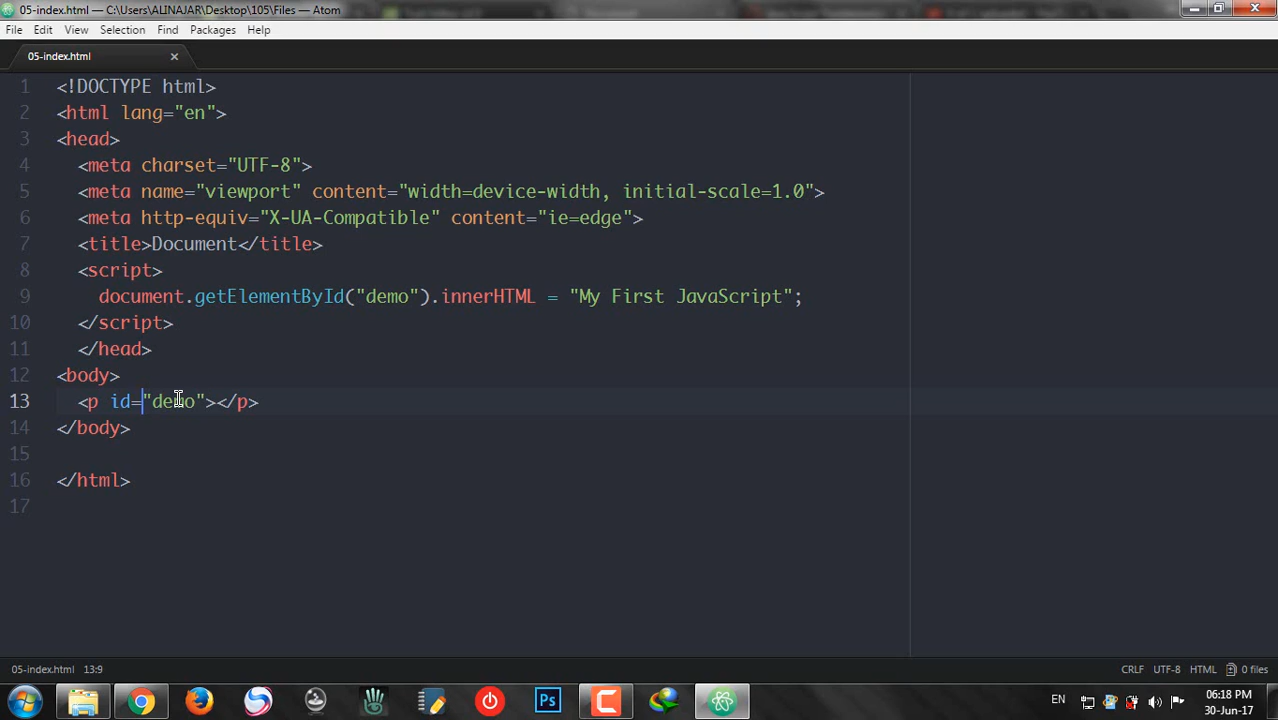 05-index.html — C:\Users\ALINAJAR\Desktop\105\Files — Atom
File Edit View Selection Find Packages Help
05-index.html
1 <!DOCTYPE html>
2 <html lang="en">
3 <head>
4 <meta charset="UTF-8">
5 <meta name="viewport" content="width=device-width, initial-scale=1.0">
6 <meta http-equiv="X-UA-Compatible" content="ie=edge">
7 <title>Document</title>
8 <script>
9 document.getElementById("demo").innerHTML = "My First JavaScript";
10 </script>
11 </head>
12 <body>
13 <p id="demo"></p>
14 </body>
15
16 </html>
17
05-index.html 13:9 CRLF UTF-8 HTML 0 files
Ps EN 06:18 PM
30-Jun-17